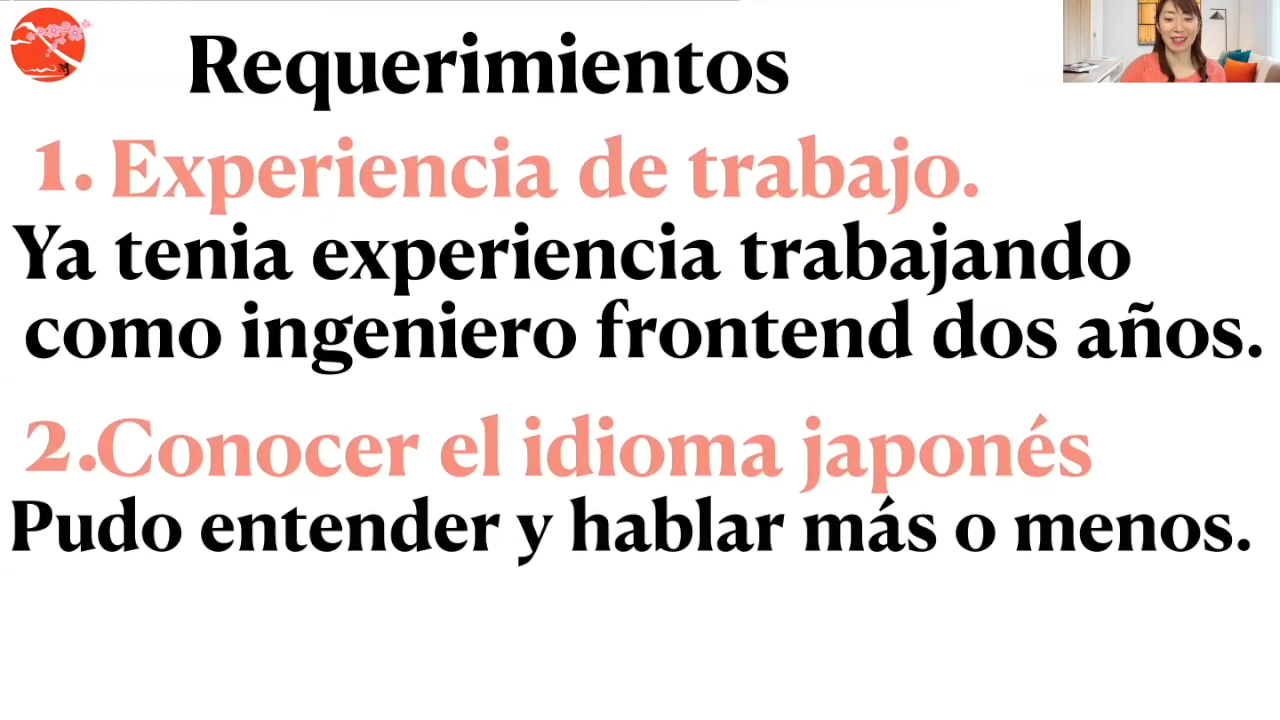 Requerimientos
1. Experiencia de trabajo.
Ya tenia experiencia trabajando
como ingeniero frontend dos años.
2.Conocer el idioma japonés
Pudo entender y hablar más o menos.